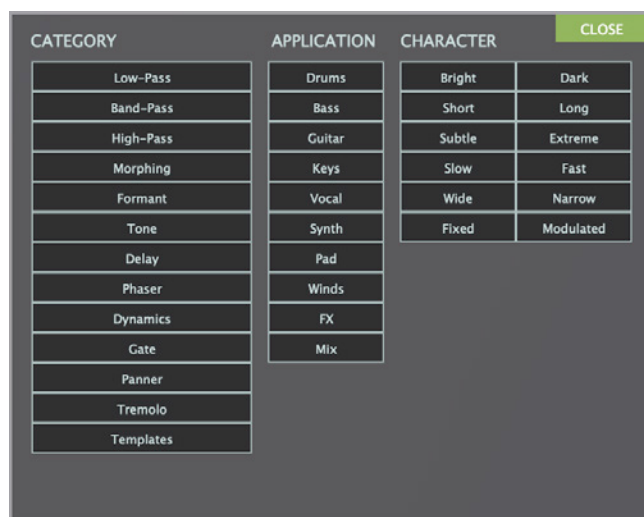 CLOSE
CATEGORY
Low-Pass
Band-Pass
High-Pass
Morphing
Formant
Tone
Delay
Phaser
Dynamics
Gate
Panner
Tremolo
Templates
APPLICATION
Drums
Bass
Guitar
Keys
Vocal
Synth
Pad
Winds
FX
Mix
CHARACTER
Bright Dark
Short Long
Subtle Extreme
Slow Fast
Wide Narrow
Fixed Modulated